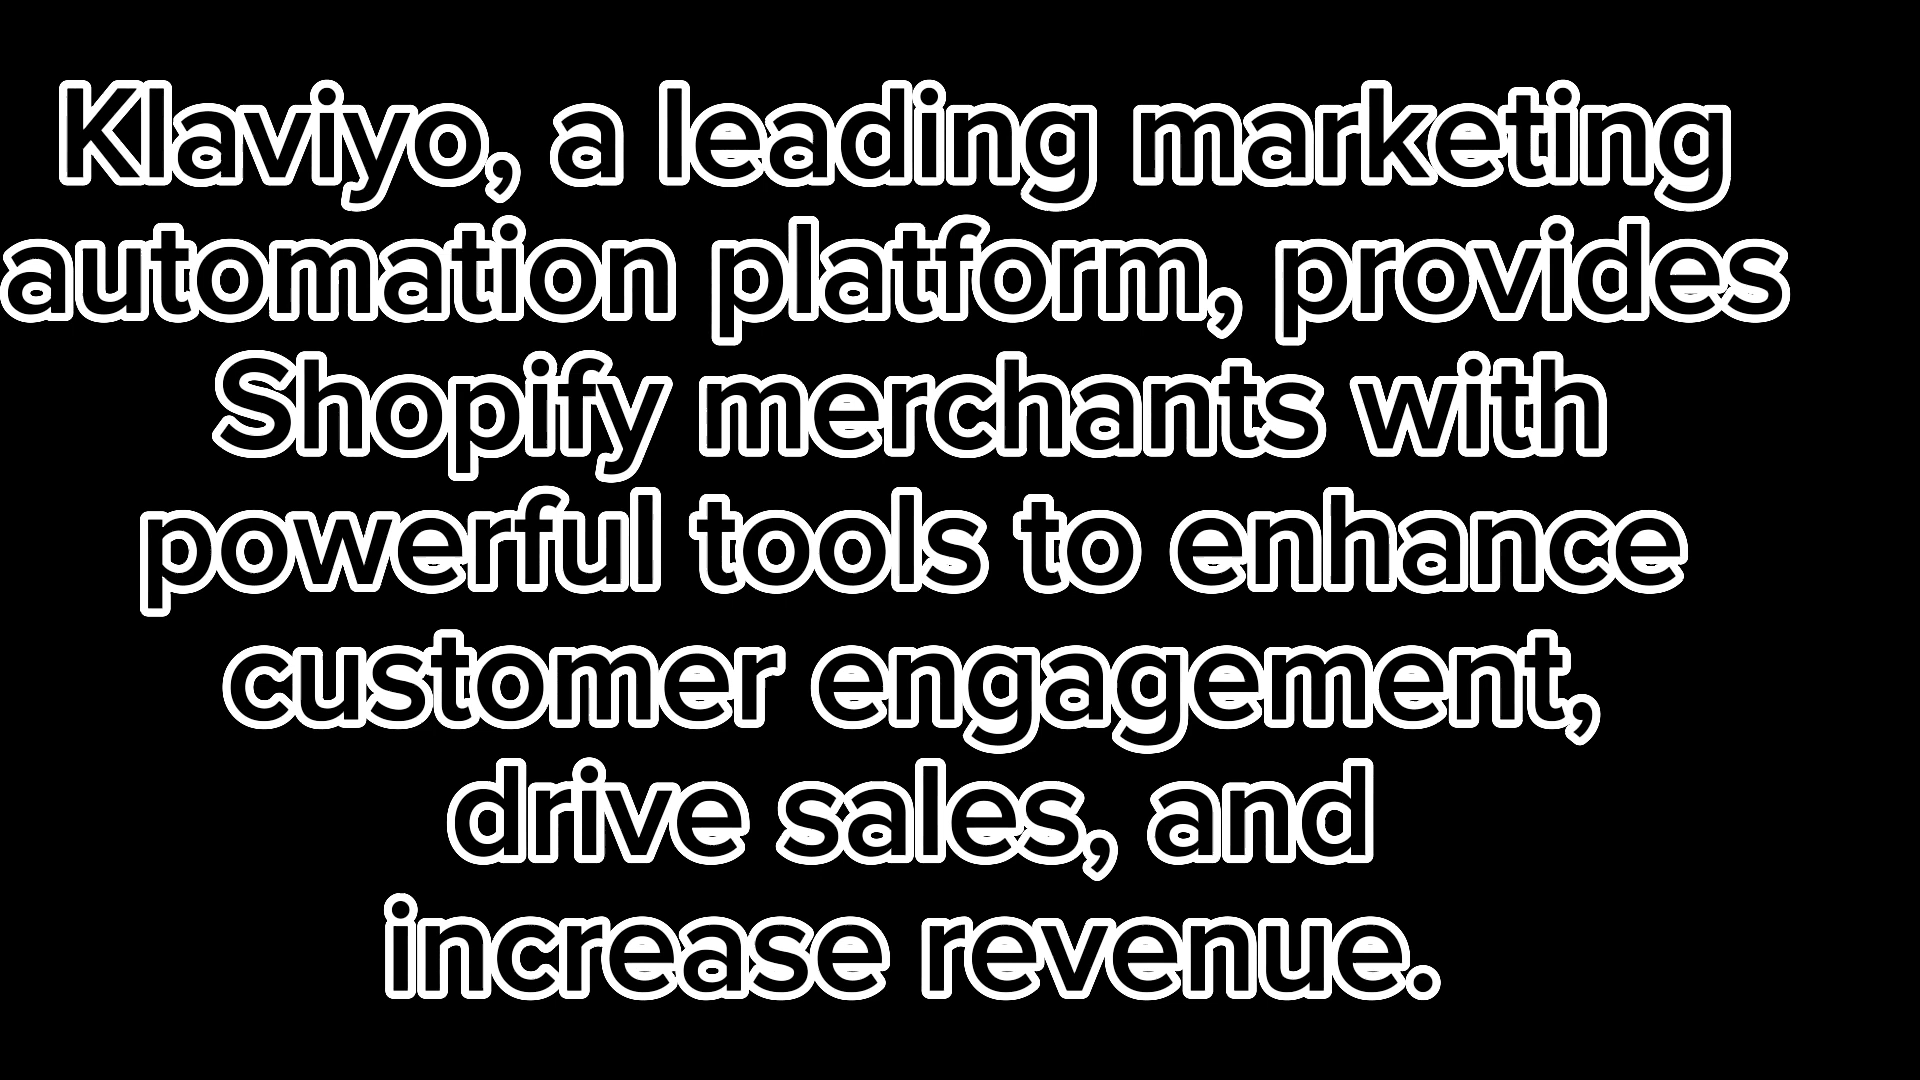 Klaviyo, a leading marketing
automation platform, provides
Shopify merchants with
powerful tools to enhance
customer engagement,
drive sales, and
increase revenue.